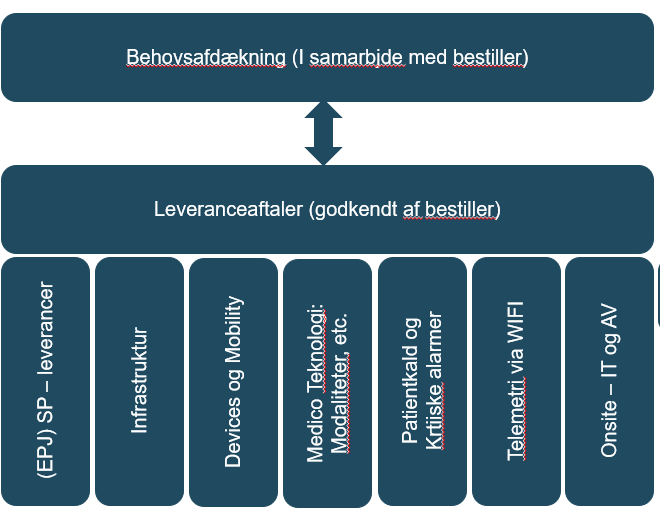 Behovsafdækning (I samarbjde med bestiller)
Leveranceaftaler (godkendt af bestiller)
(EPJ) SP – leverancer
Infrastruktur
Devices og Mobility
Medico Teknologi:
Modaliteter, etc.
Patientkald og
Krtiiske alarmer
Telemetri via WIFI
Onsite – IT og AV